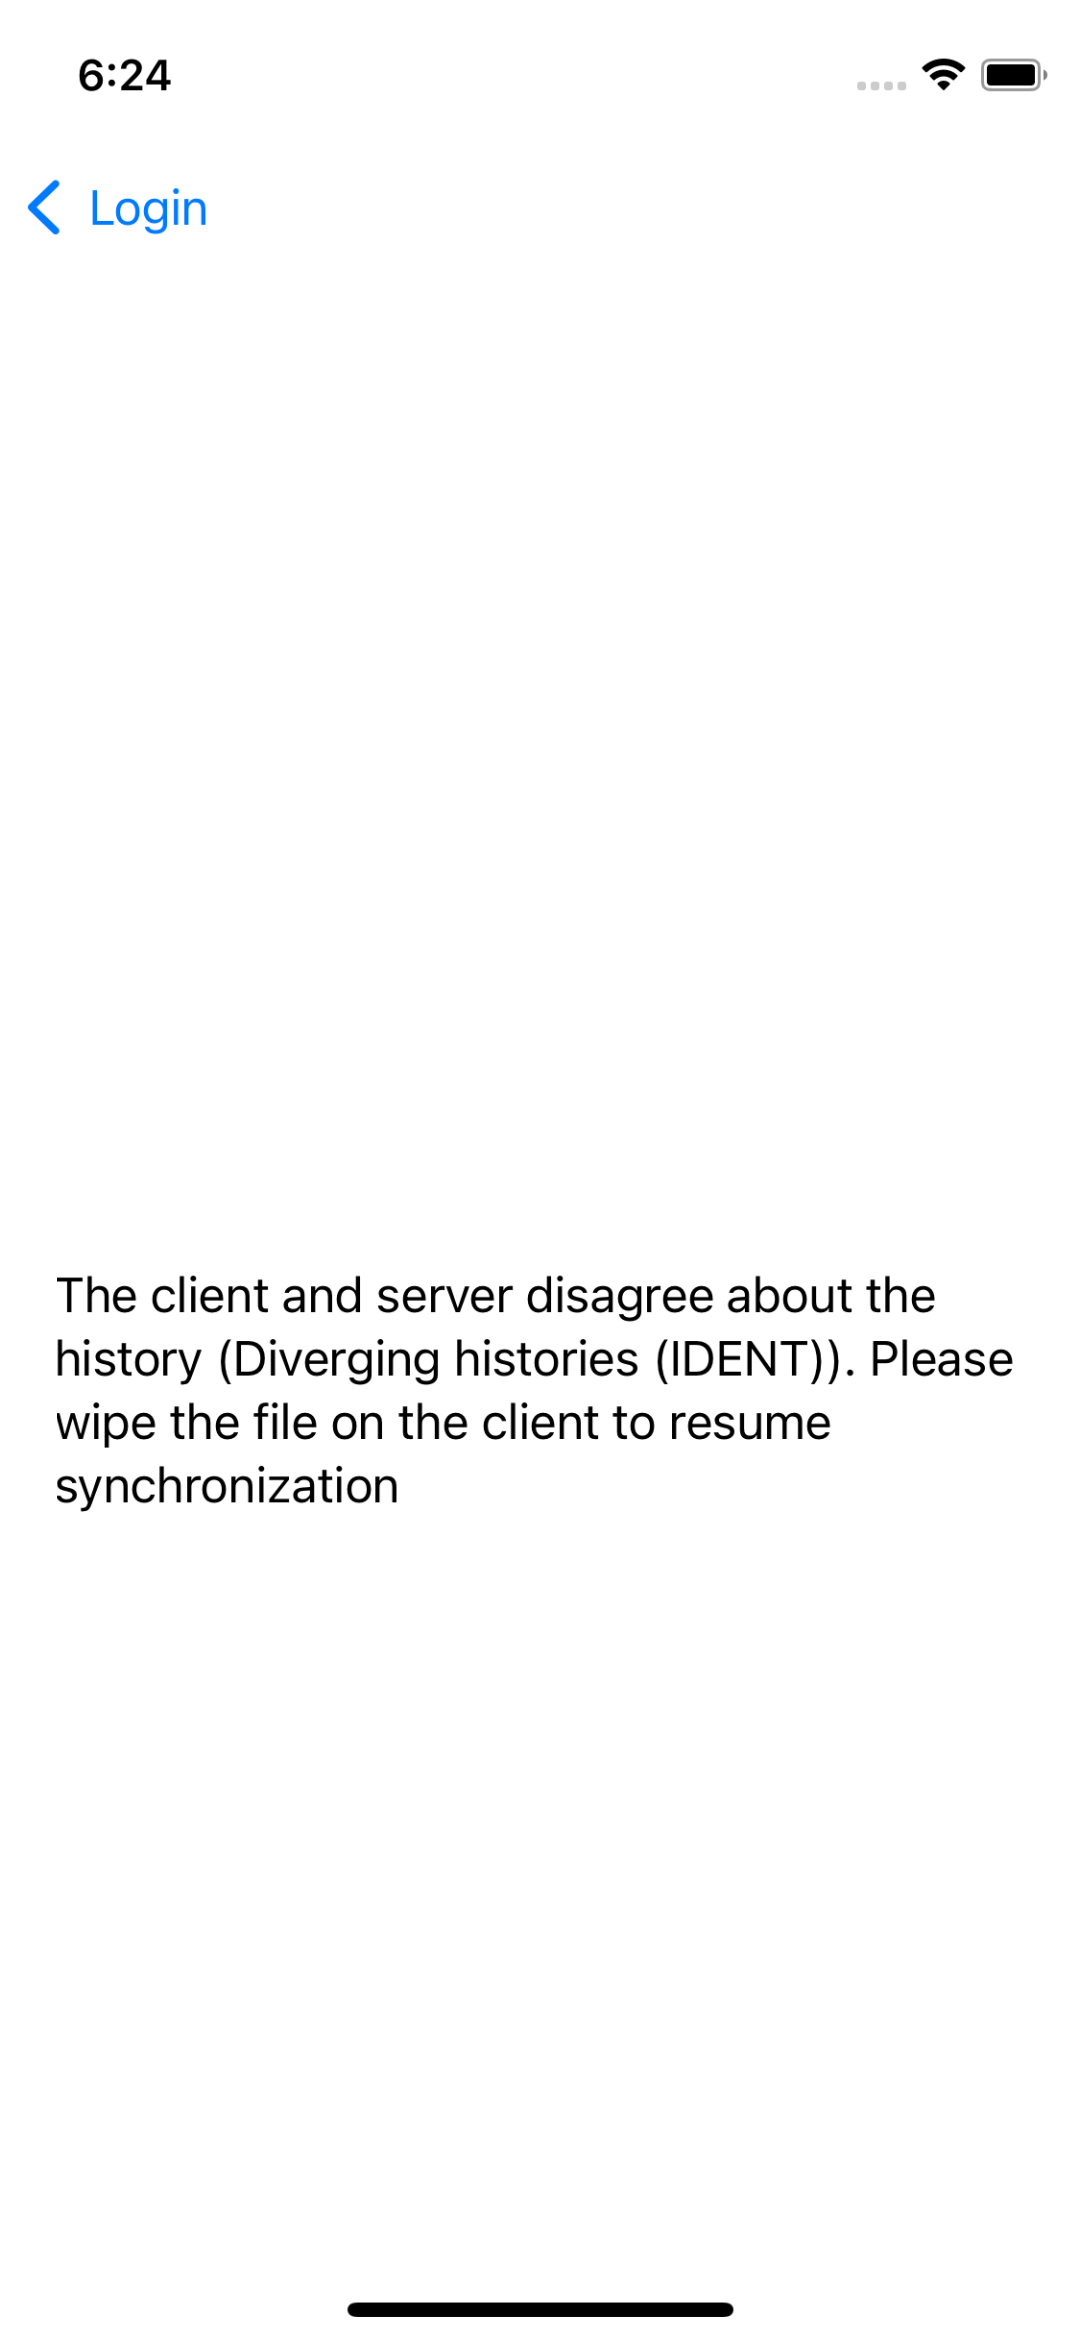 6:24
Login
The client and server disagree about the
history (Diverging histories (IDENT)). Please
wipe the file on the client to resume
synchronization